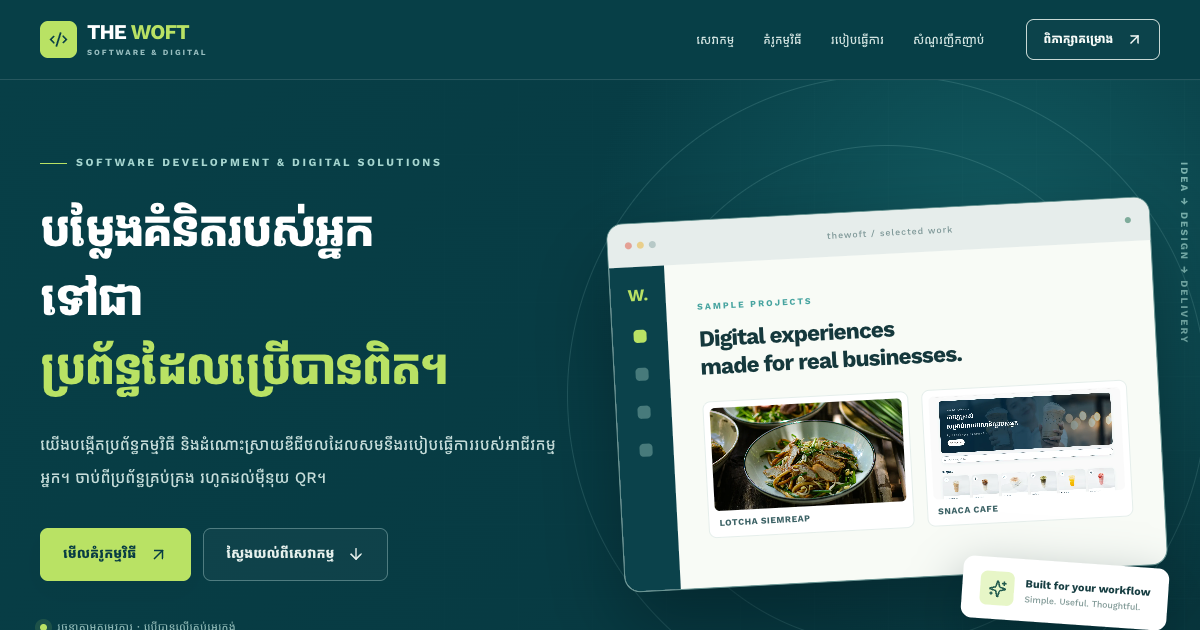 THE WOFT
SOFTWARE & DIGITAL
សេវាកម្ម
គំរូកម្មវិធី
របៀបធ្វើការ
សំណួរញឹកញាប់
ពិភាក្សាគម្រោង
SOFTWARE DEVELOPMENT & DIGITAL SOLUTIONS
បម្លែងគំនិតរបស់អ្នក
ទៅជា
ប្រព័ន្ធដែលប្រើបានពិត។
យើងបង្កើតប្រព័ន្ធកម្មវិធី និងដំណោះស្រាយឌីជីថលដែលសមនឹងរបៀបធ្វើការរបស់អាជីវកម្ម
អ្នក។ ចាប់ពីប្រព័ន្ធគ្រប់គ្រង រហូតដល់ម៉ឺនុយ QR។
មើលគំរូកម្មវិធី
ស្វែងយល់ពីសេវាកម្ម
thewoft / selected work
W.
SAMPLE PROJECTS
Digital experiences
made for real businesses.
LOTCHA SIEMREAP
SNACA CAFE
Built for your workflow
Simple. Useful. Thoughtful.
IDEA → DESIGN → DELIVERY